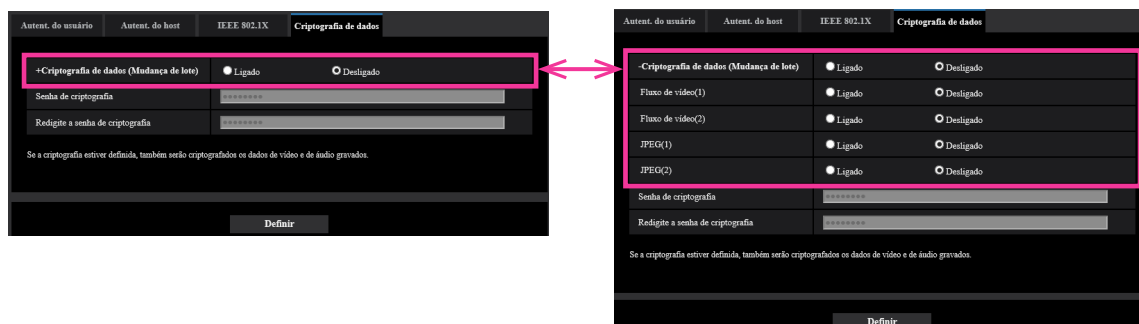 Autent. do usuário Autent. do host IEEE 802.1X Criptografia de dados
+Criptografia de dados (Mudança de lote) Ligado Desligado
Senha de criptografia ••••••••
Redigite a senha de criptografia ••••••••
Se a criptografia estiver definida, também serão criptografados os dados de vídeo e de áudio gravados.
Definir
Autent. do usuário Autent. do host IEEE 802.1X Criptografia de dados
-Criptografia de dados (Mudança de lote) Ligado Desligado
Fluxo de vídeo(1) Ligado Desligado
Fluxo de vídeo(2) Ligado Desligado
JPEG(1) Ligado Desligado
JPEG(2) Ligado Desligado
Senha de criptografia ••••••••
Redigite a senha de criptografia ••••••••
Se a criptografia estiver definida, também serão criptografados os dados de vídeo e de áudio gravados.
Definir